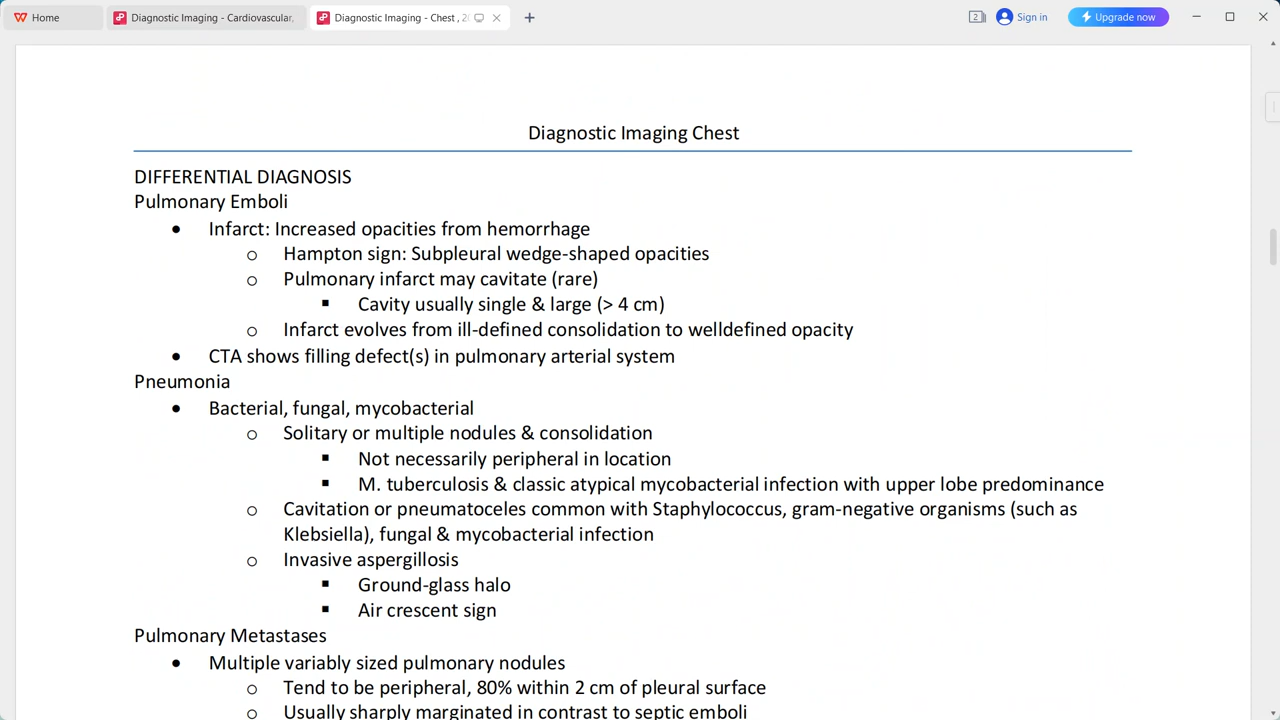 Home
Diagnostic Imaging - Cardiovascular,
Diagnostic Imaging - Chest , 20
2
Sign in
Upgrade now
Diagnostic Imaging Chest
DIFFERENTIAL DIAGNOSIS
Pulmonary Emboli
• Infarct: Increased opacities from hemorrhage
o Hampton sign: Subpleural wedge-shaped opacities
o Pulmonary infarct may cavitate (rare)
▪ Cavity usually single & large (> 4 cm)
o Infarct evolves from ill-defined consolidation to welldefined opacity
• CTA shows filling defect(s) in pulmonary arterial system
Pneumonia
• Bacterial, fungal, mycobacterial
o Solitary or multiple nodules & consolidation
▪ Not necessarily peripheral in location
▪ M. tuberculosis & classic atypical mycobacterial infection with upper lobe predominance
o Cavitation or pneumatoceles common with Staphylococcus, gram-negative organisms (such as
Klebsiella), fungal & mycobacterial infection
o Invasive aspergillosis
▪ Ground-glass halo
▪ Air crescent sign
Pulmonary Metastases
• Multiple variably sized pulmonary nodules
o Tend to be peripheral, 80% within 2 cm of pleural surface
o Usually sharply marginated in contrast to septic emboli